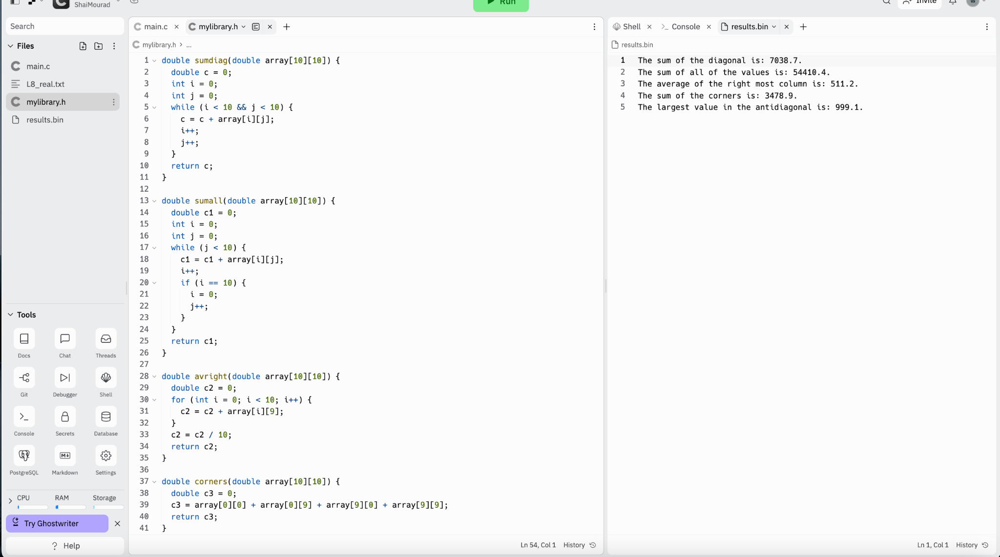 ShaiMourad
Run
Invite
Search
Files
main.c
L8_real.txt
mylibrary.h
results.bin
Tools
Docs Chat Threads
Git Debugger Shell
Console Secrets Database
PostgreSQL Markdown Settings
CPU RAM Storage
Try Ghostwriter
? Help
main.c mylibrary.h
mylibrary.h > ...
1 double sumdiag(double array[10][10]) {
2 double c = 0;
3 int i = 0;
4 int j = 0;
5 while (i < 10 && j < 10) {
6 c = c + array[i][j];
7 i++;
8 j++;
9 }
10 return c;
11 }
12
13 double sumall(double array[10][10]) {
14 double c1 = 0;
15 int i = 0;
16 int j = 0;
17 while (j < 10) {
18 c1 = c1 + array[i][j];
19 i++;
20 if (i == 10) {
21 i = 0;
22 j++;
23 }
24 }
25 return c1;
26 }
27
28 double avright(double array[10][10]) {
29 double c2 = 0;
30 for (int i = 0; i < 10; i++) {
31 c2 = c2 + array[i][9];
32 }
33 c2 = c2 / 10;
34 return c2;
35 }
36
37 double corners(double array[10][10]) {
38 double c3 = 0;
39 c3 = array[0][0] + array[0][9] + array[9][0] + array[9][9];
40 return c3;
41 }
Ln 54, Col 1 History
Shell Console results.bin
results.bin
1 The sum of the diagonal is: 7038.7.
2 The sum of all of the values is: 54410.4.
3 The average of the right most column is: 511.2.
4 The sum of the corners is: 3478.9.
5 The largest value in the antidiagonal is: 999.1.
Ln 1, Col 1 History